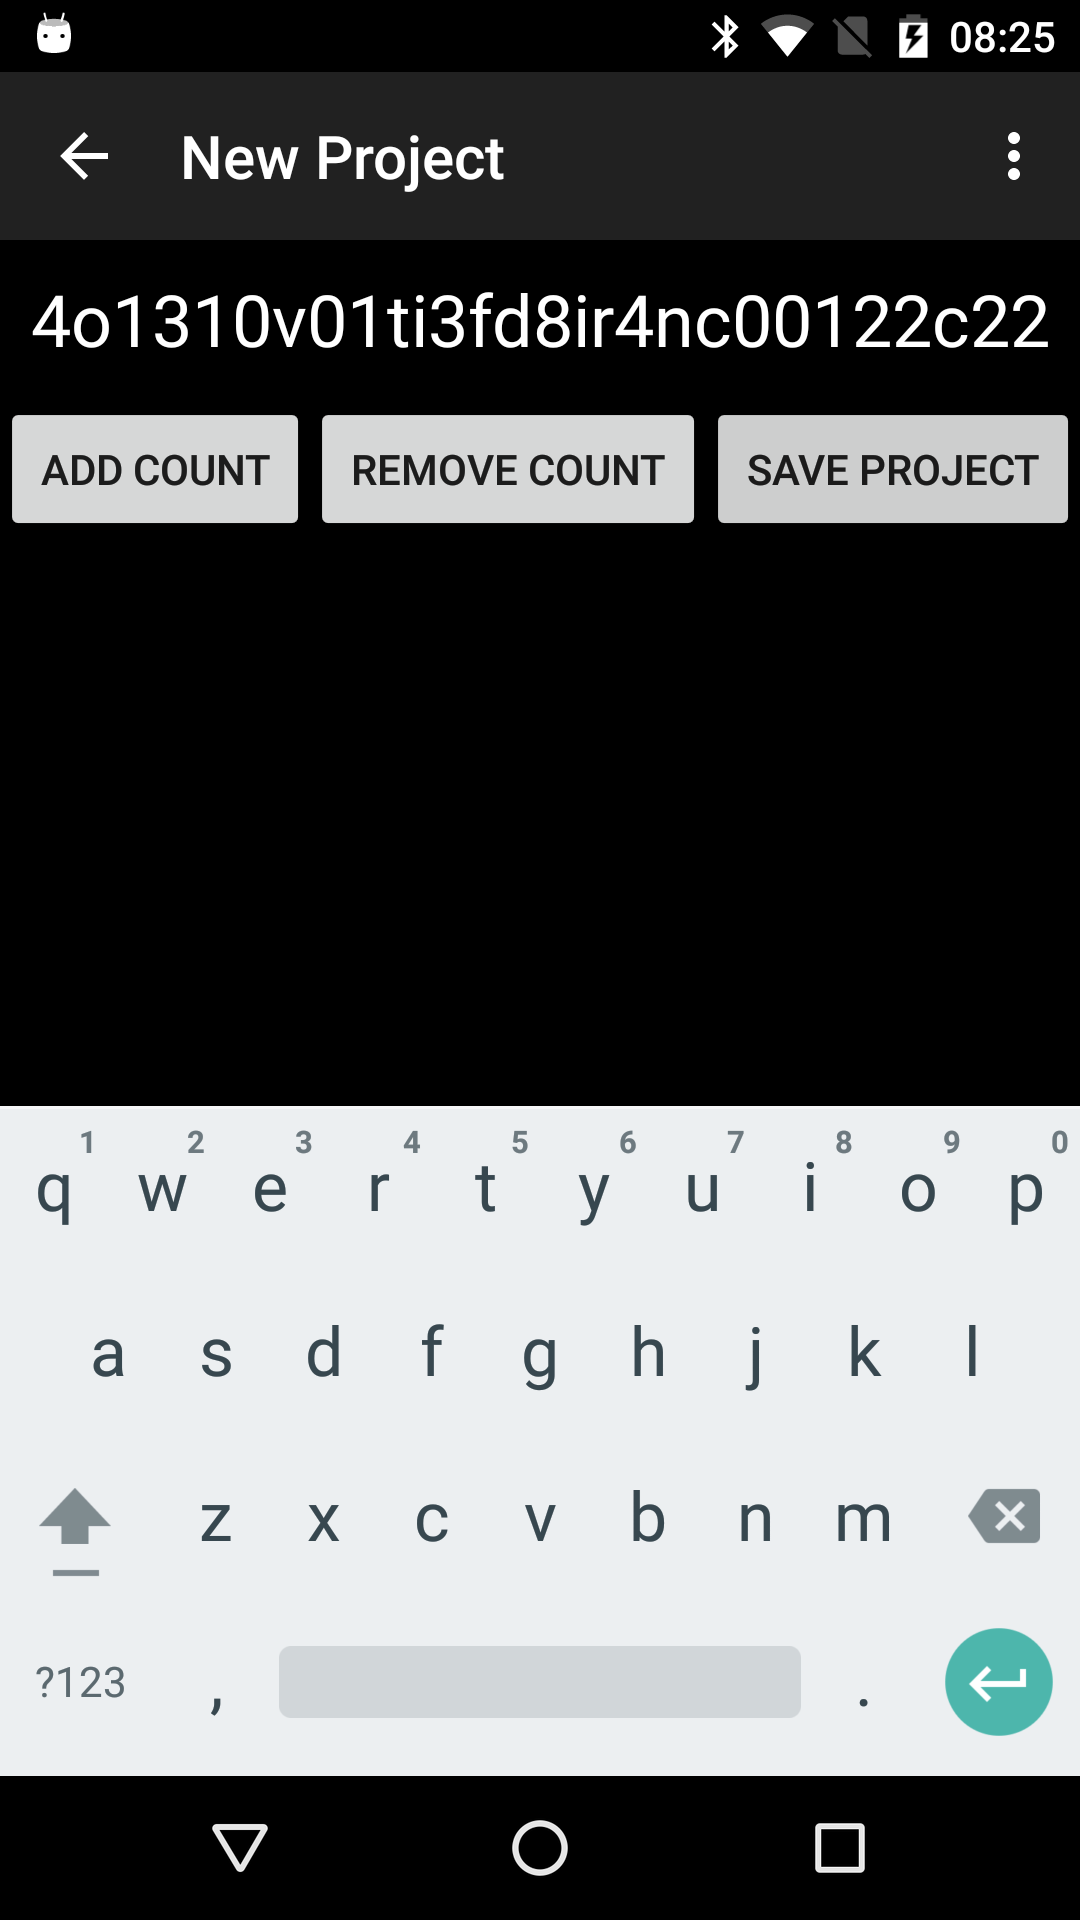 08:25
New Project
4o1310v01ti3fd8ir4nc00122c22
ADD COUNT REMOVE COUNT SAVE PROJECT
1 2 3 4 5 6 7 8 9 0
q w e r t y u i o p
a s d f g h j k l
z x c v b n m
?123 , .